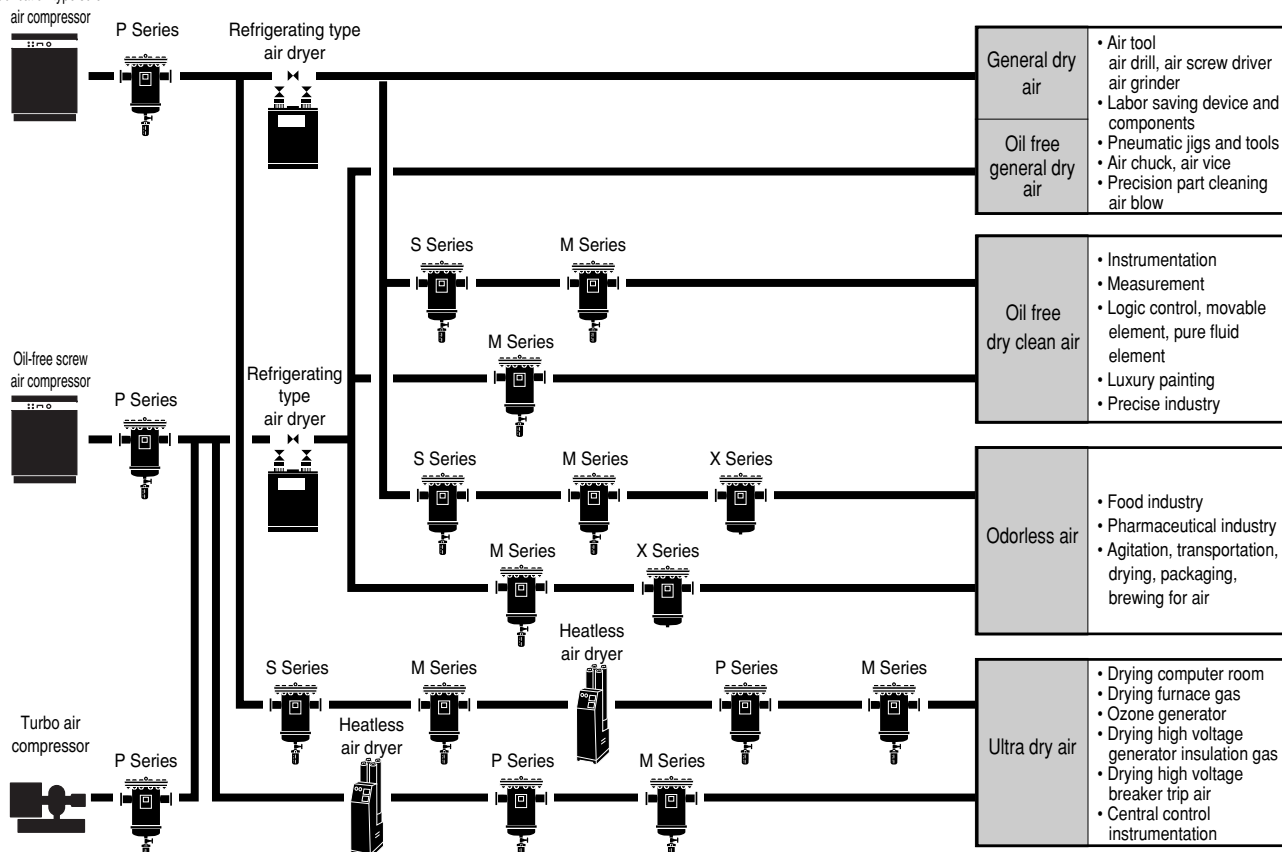 air compressor
P Series
Refrigerating type
air dryer
General dry
air
• Air tool
air drill, air screw driver
air grinder
• Labor saving device and
components
• Pneumatic jigs and tools
• Air chuck, air vice
• Precision part cleaning
air blow
Oil free
general dry
air
S Series
M Series
Oil free
dry clean air
• Instrumentation
• Measurement
• Logic control, movable
element, pure fluid
element
• Luxury painting
• Precise industry
M Series
Oil-free screw
air compressor
P Series
Refrigerating
type
air dryer
S Series
M Series
X Series
Odorless air
• Food industry
• Pharmaceutical industry
• Agitation, transportation,
drying, packaging,
brewing for air
M Series
X Series
S Series
M Series
Heatless
air dryer
P Series
M Series
Ultra dry air
• Drying computer room
• Drying furnace gas
• Ozone generator
• Drying high voltage
generator insulation gas
• Drying high voltage
breaker trip air
• Central control
instrumentation
Turbo air
compressor
P Series
Heatless
air dryer
P Series
M Series